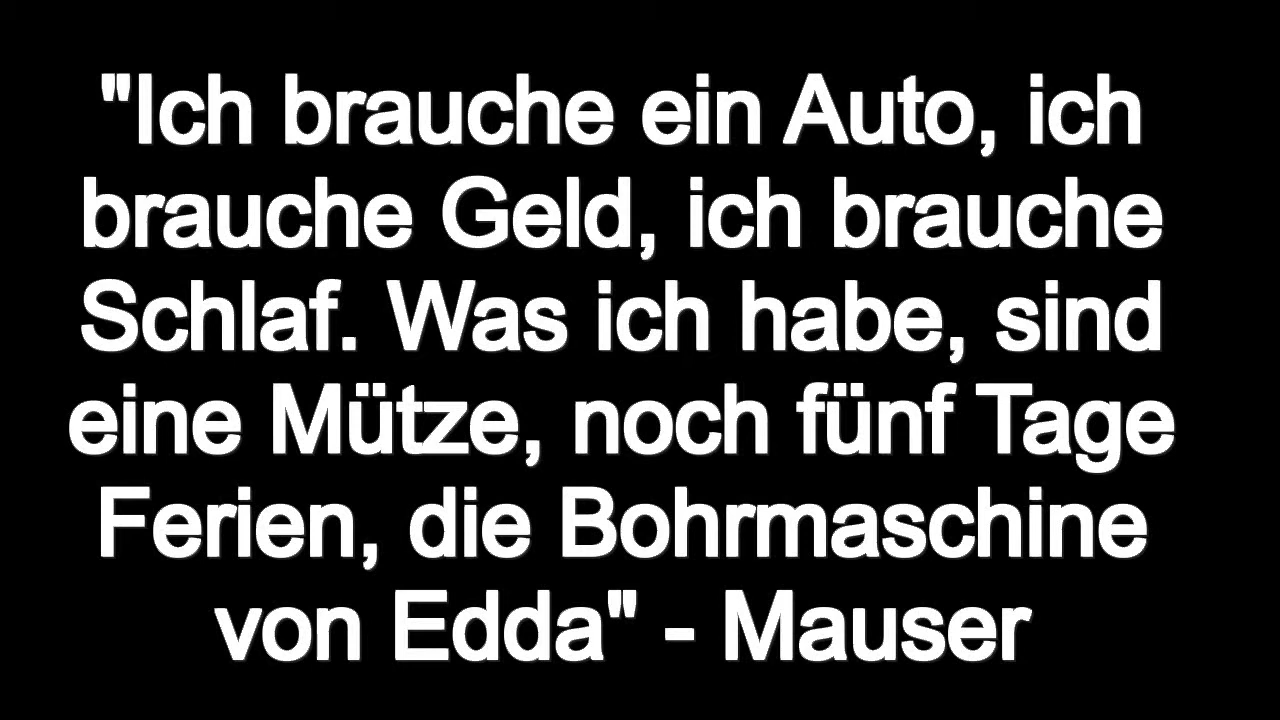 "Ich brauche ein Auto, ich
brauche Geld, ich brauche
Schlaf. Was ich habe, sind
eine Mütze, noch fünf Tage
Ferien, die Bohrmaschine
von Edda" - Mauser